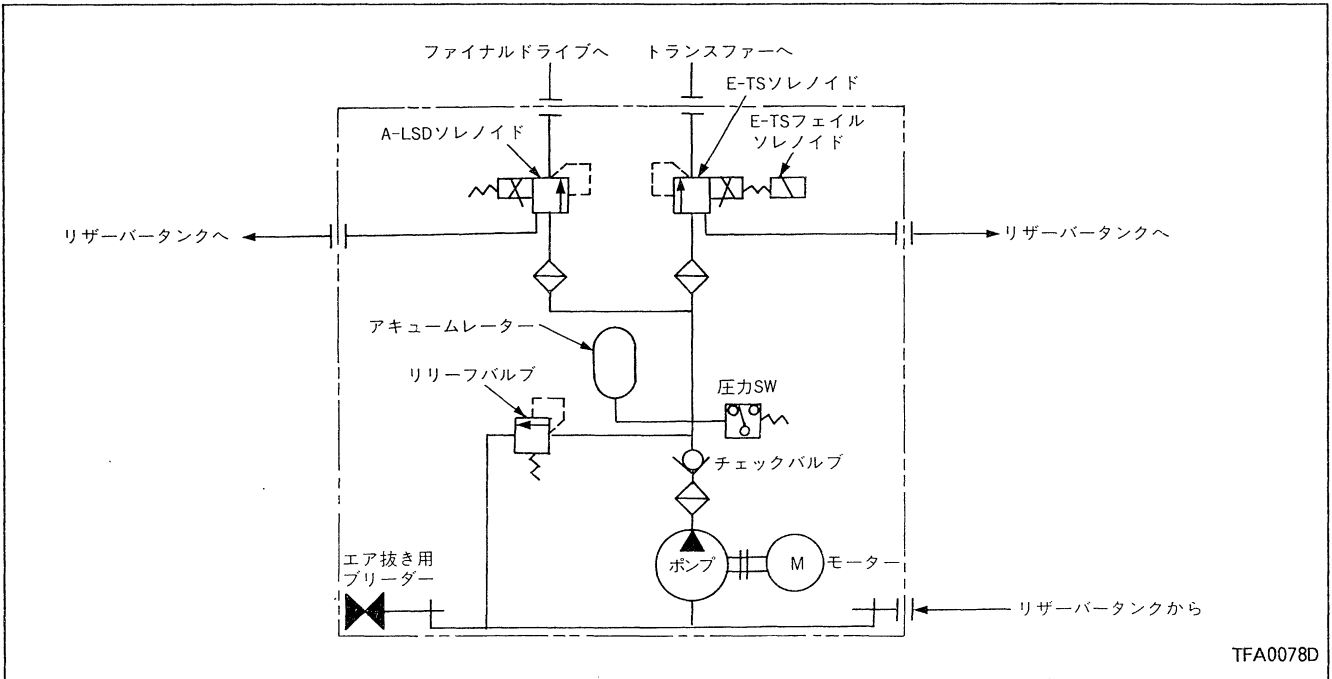 ファイナルドライブへ
トランスファーへ
E-TSソレノイド
A-LSDソレノイド
E-TSフェイル
ソレノイド
リザーバータンクへ
リザーバータンクへ
アキュームレーター
リリーフバルブ
圧力SW
チェックバルブ
エア抜き用
ブリーダー
ポンプ
M
モーター
リザーバータンクから
TFA0078D